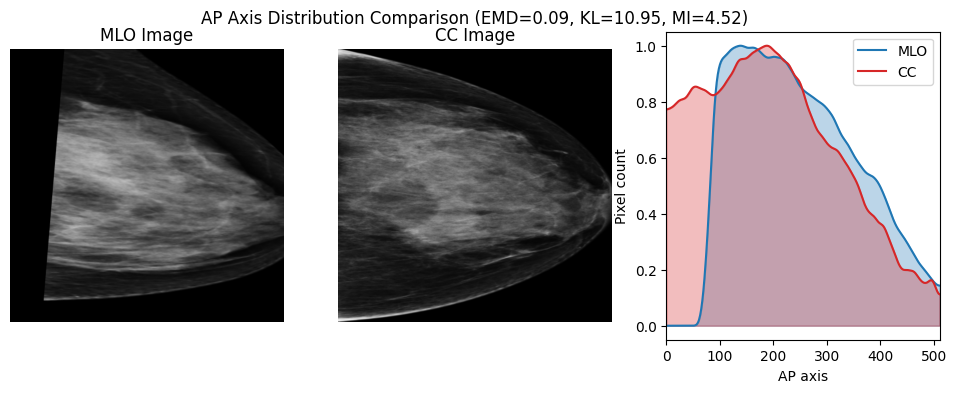 AP Axis Distribution Comparison (EMD=0.09, KL=10.95, MI=4.52)
MLO Image
CC Image
MLO
CC
Pixel count
1.0
0.8
0.6
0.4
0.2
0.0
0 100 200 300 400 500
AP axis